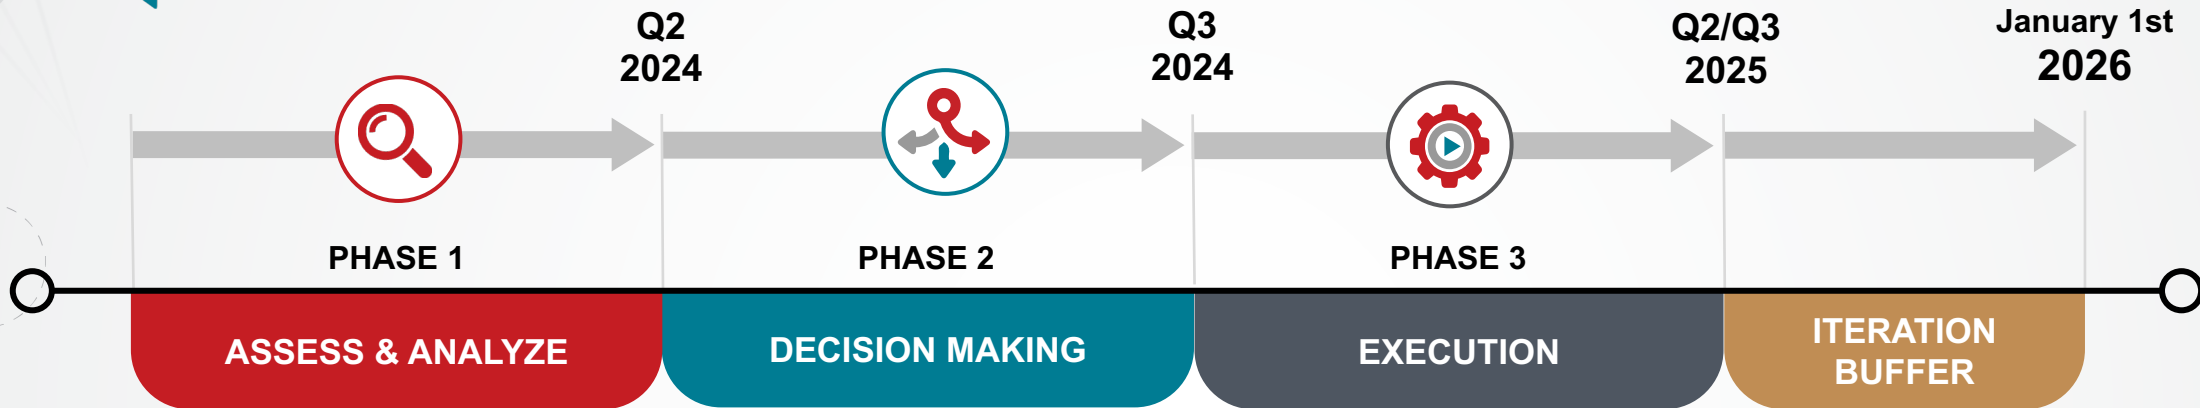 Q2
2024
Q3
2024
Q2/Q3
2025
January 1st
2026
PHASE 1
PHASE 2
PHASE 3
ASSESS & ANALYZE
DECISION MAKING
EXECUTION
ITERATION
BUFFER